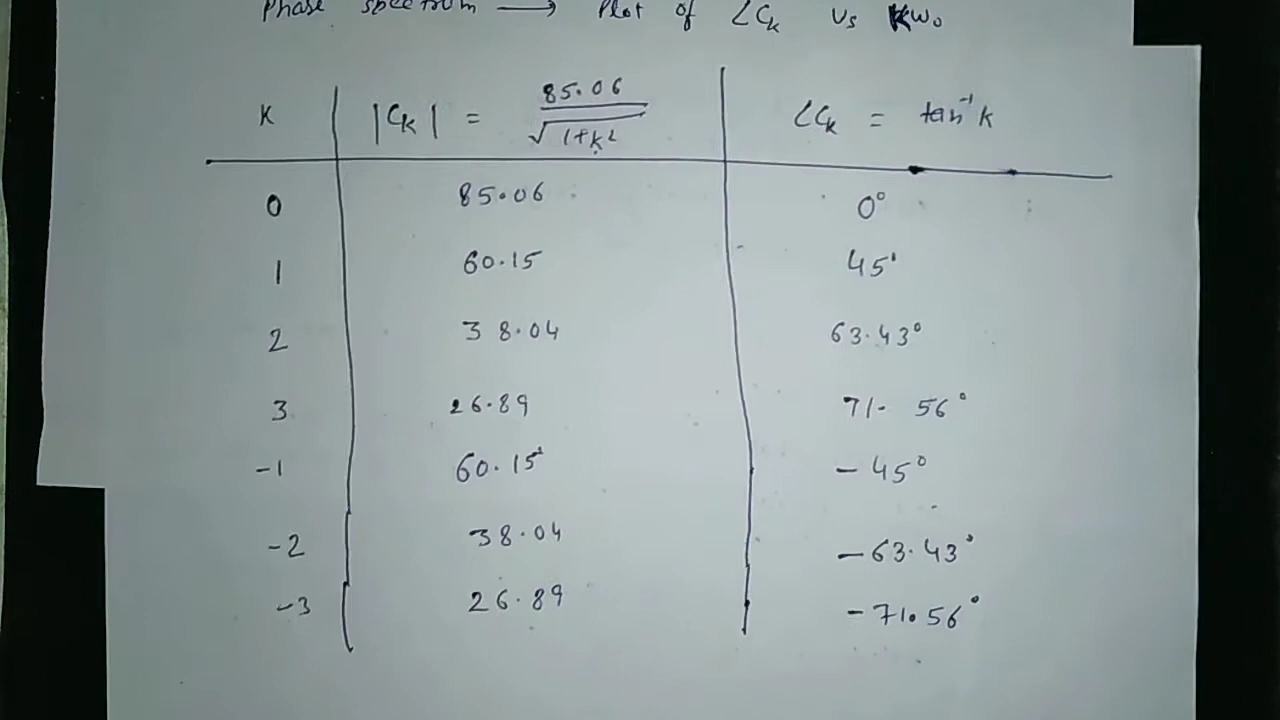 Phase spectrum → Plot of ∠Ck Vs Kω₀
K |Ck| = 85.06/√(1+k²) ∠Ck = tan⁻¹k
0 85.06 0°
1 60.15 45°
2 38.04 63.43°
3 26.89 71.56°
-1 60.15 -45°
-2 38.04 -63.43°
-3 26.89 -71.56°